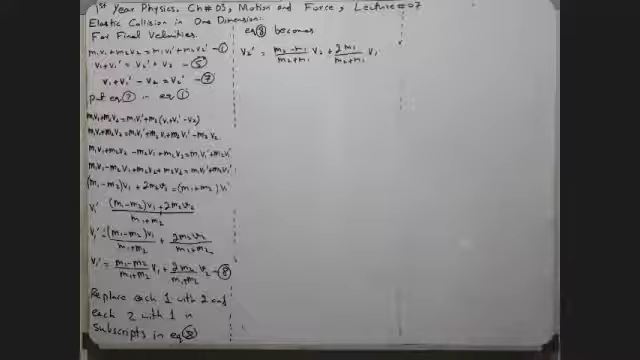 1st Year Physics, Ch # 03, Motion and Force, Lecture # 07
Elastic Collision in One Dimension:
For Final Velocities.
m₁v₁+m₂v₂ = m₁v₁'+m₂v₂' —①
v₁+v₁' = v₂'+v₂ —⑤
v₁+v₁'−v₂ = v₂' —⑦
put eq⑦ in eq①
m₁v₁+m₂v₂=m₁v₁'+m₂(v₁+v₁'−v₂)
m₁v₁+m₂v₂=m₁v₁'+m₂v₁+m₂v₁'−m₂v₂
m₁v₁+m₂v₂−m₂v₁+m₂v₂=m₁v₁'+m₂v₁'
m₁v₁−m₂v₁+m₂v₂+m₂v₂=m₁v₁'+m₂v₁'
(m₁−m₂)v₁+2m₂v₂=(m₁+m₂)v₁'
v₁' (m₁−m₂)v₁+2m₂v₂
m₁+m₂
v₁'=(m₁−m₂)v₁/m₁+m₂ + 2m₂v₂/m₁+m₂
v₁' = m₁−m₂/m₁+m₂ v₁ + 2m₂/m₁+m₂ v₂ —⑧
Replace each 1 with 2 and
each 2 with 1 in
subscripts in eq⑧
eq⑧ becomes
v₂' = m₂−m₁/m₂+m₁ v₂ + 2m₁/m₂+m₁ v₁